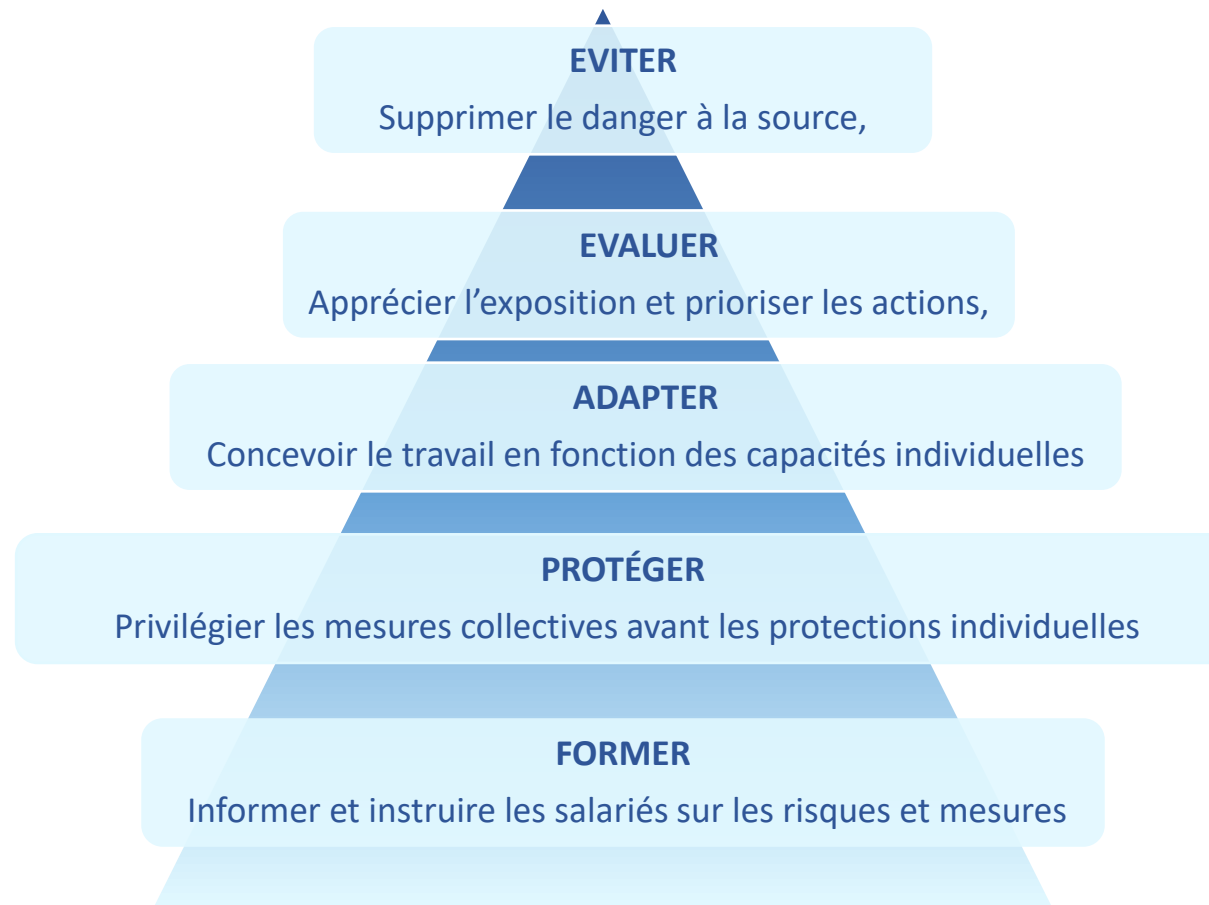 EVITER
Supprimer le danger à la source,
EVALUER
Apprécier l’exposition et prioriser les actions,
ADAPTER
Concevoir le travail en fonction des capacités individuelles
PROTÉGER
Privilégier les mesures collectives avant les protections individuelles
FORMER
Informer et instruire les salariés sur les risques et mesures